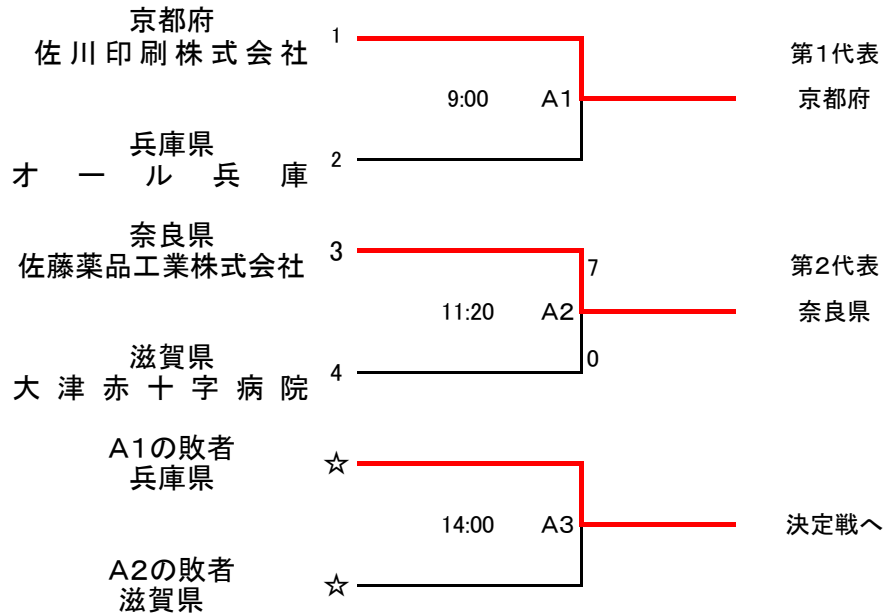 京都府
佐川印刷株式会社
1
第1代表
9:00
A1
京都府
兵庫県
オール兵庫
2
奈良県
佐藤薬品工業株式会社
3
7
第2代表
11:20
A2
奈良県
滋賀県
大津赤十字病院
4
0
A1の敗者
兵庫県
☆
14:00
A3
決定戦へ
A2の敗者
滋賀県
☆